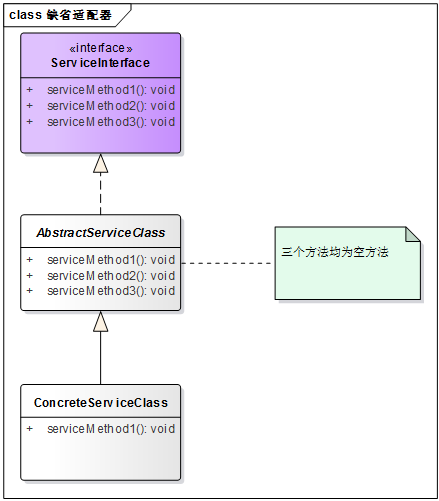 class 缺省适配器
«interface»
ServiceInterface
+ serviceMethod1(): void
+ serviceMethod2(): void
+ serviceMethod3(): void
AbstractServiceClass
+ serviceMethod1(): void
+ serviceMethod2(): void
+ serviceMethod3(): void
三个方法均为空方法
ConcreteServiceClass
+ serviceMethod1(): void